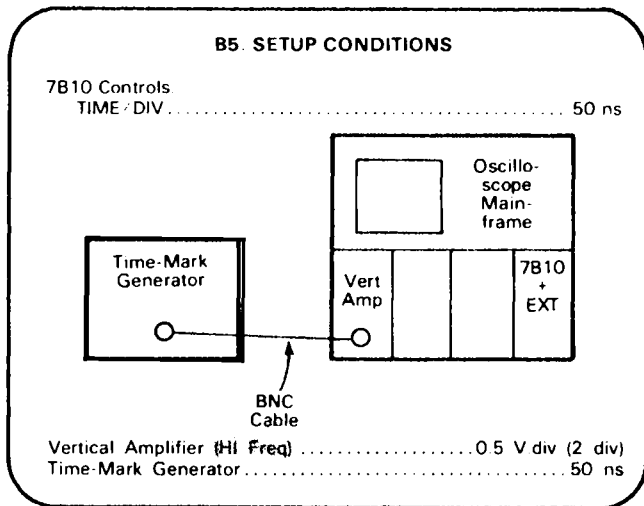 B5. SETUP CONDITIONS
7B10 Controls
TIME/DIV ........................................ 50 ns
Oscillo-
scope
Main-
frame
Time-Mark
Generator
Vert
Amp
7B10
+
EXT
BNC
Cable
Vertical Amplifier (HI Freq) .................. 0.5 V div (2 div)
Time-Mark Generator ........................... 50 ns